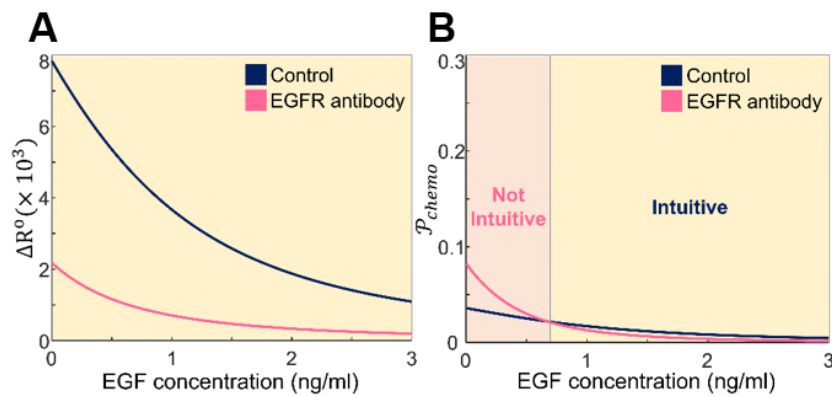 A
B
8
6
4
2
0
ΔRº (× 10³)
Control
EGFR antibody
0
1
2
3
EGF concentration (ng/ml)
0.3
0.2
0.1
0
𝒫chemo
Control
EGFR antibody
Not
Intuitive
Intuitive
0
1
2
3
EGF concentration (ng/ml)